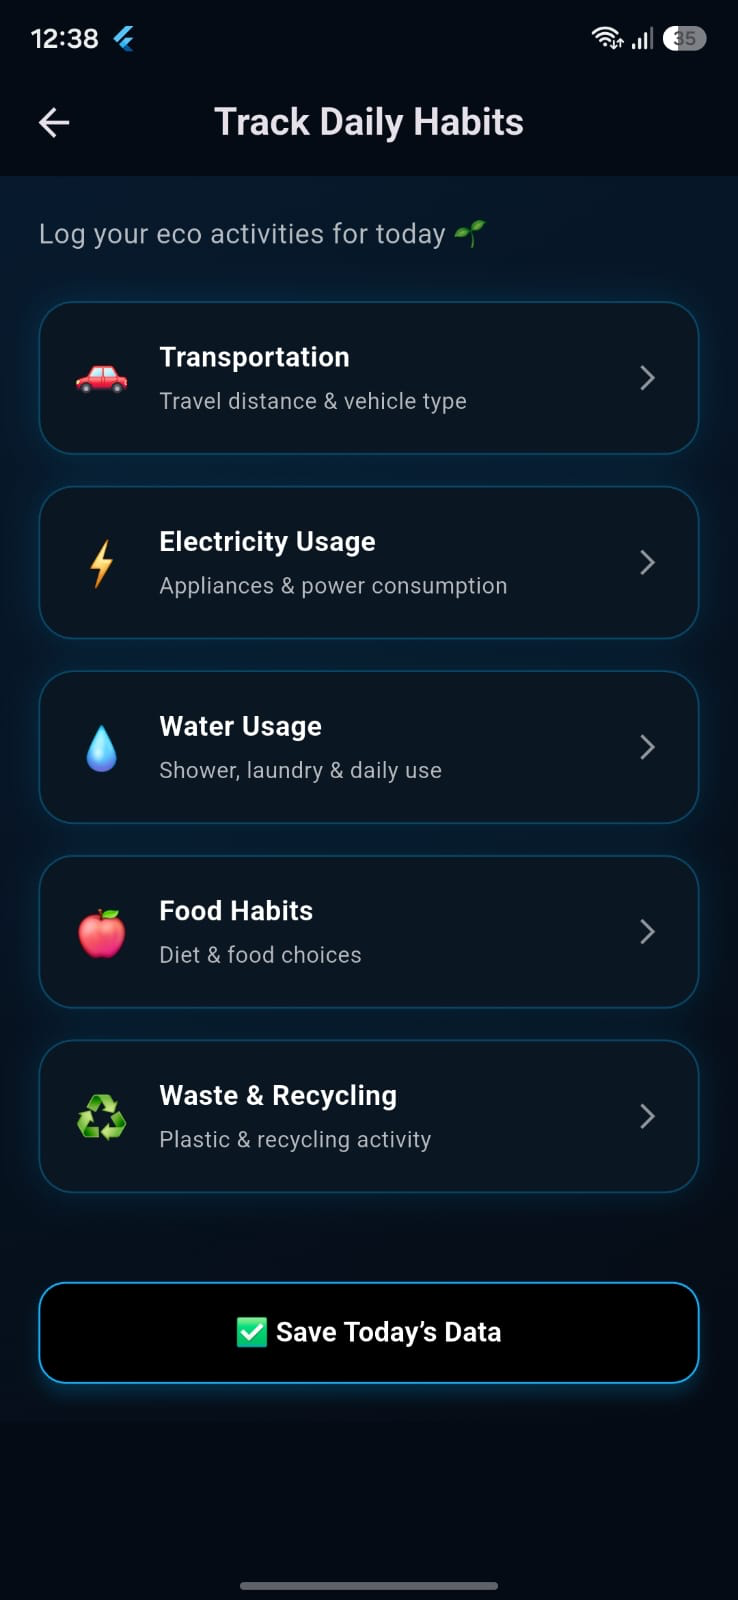 12:38
35
Track Daily Habits
Log your eco activities for today 🌱
Transportation
Travel distance & vehicle type
Electricity Usage
Appliances & power consumption
Water Usage
Shower, laundry & daily use
Food Habits
Diet & food choices
Waste & Recycling
Plastic & recycling activity
✅ Save Today’s Data